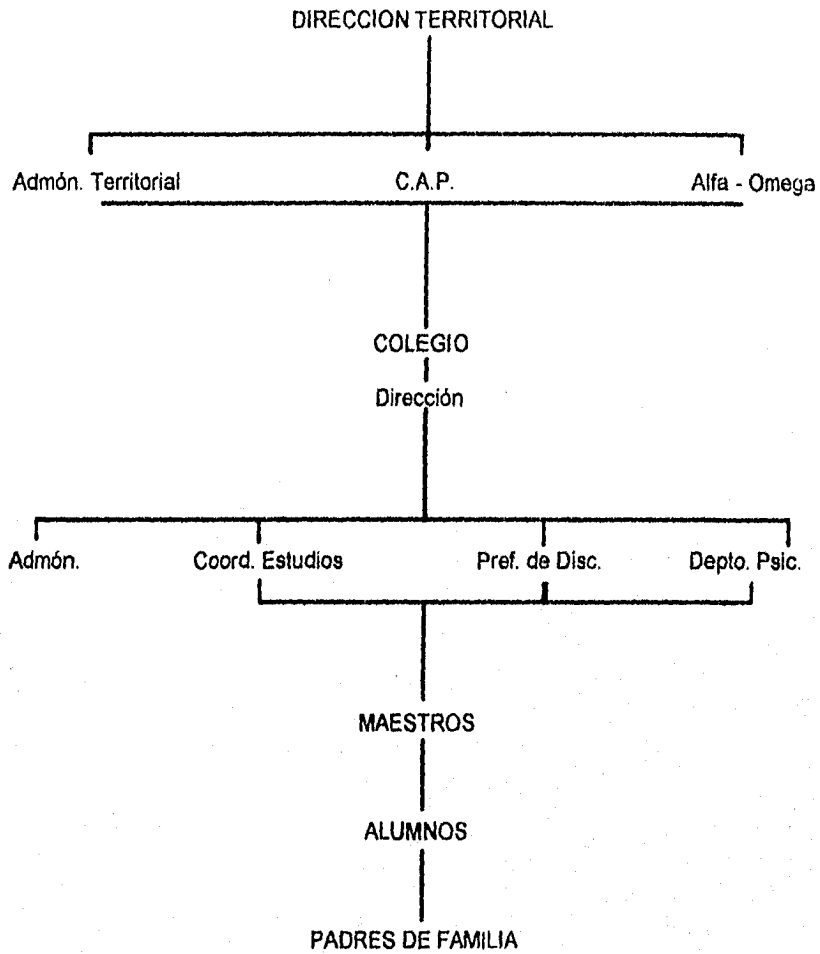 DIRECCION TERRITORIAL
Admón. Territorial C.A.P. Alfa - Omega
COLEGIO
Dirección
Admón. Coord. Estudios Pref. de Disc. Depto. Psic.
MAESTROS
ALUMNOS
PADRES DE FAMILIA